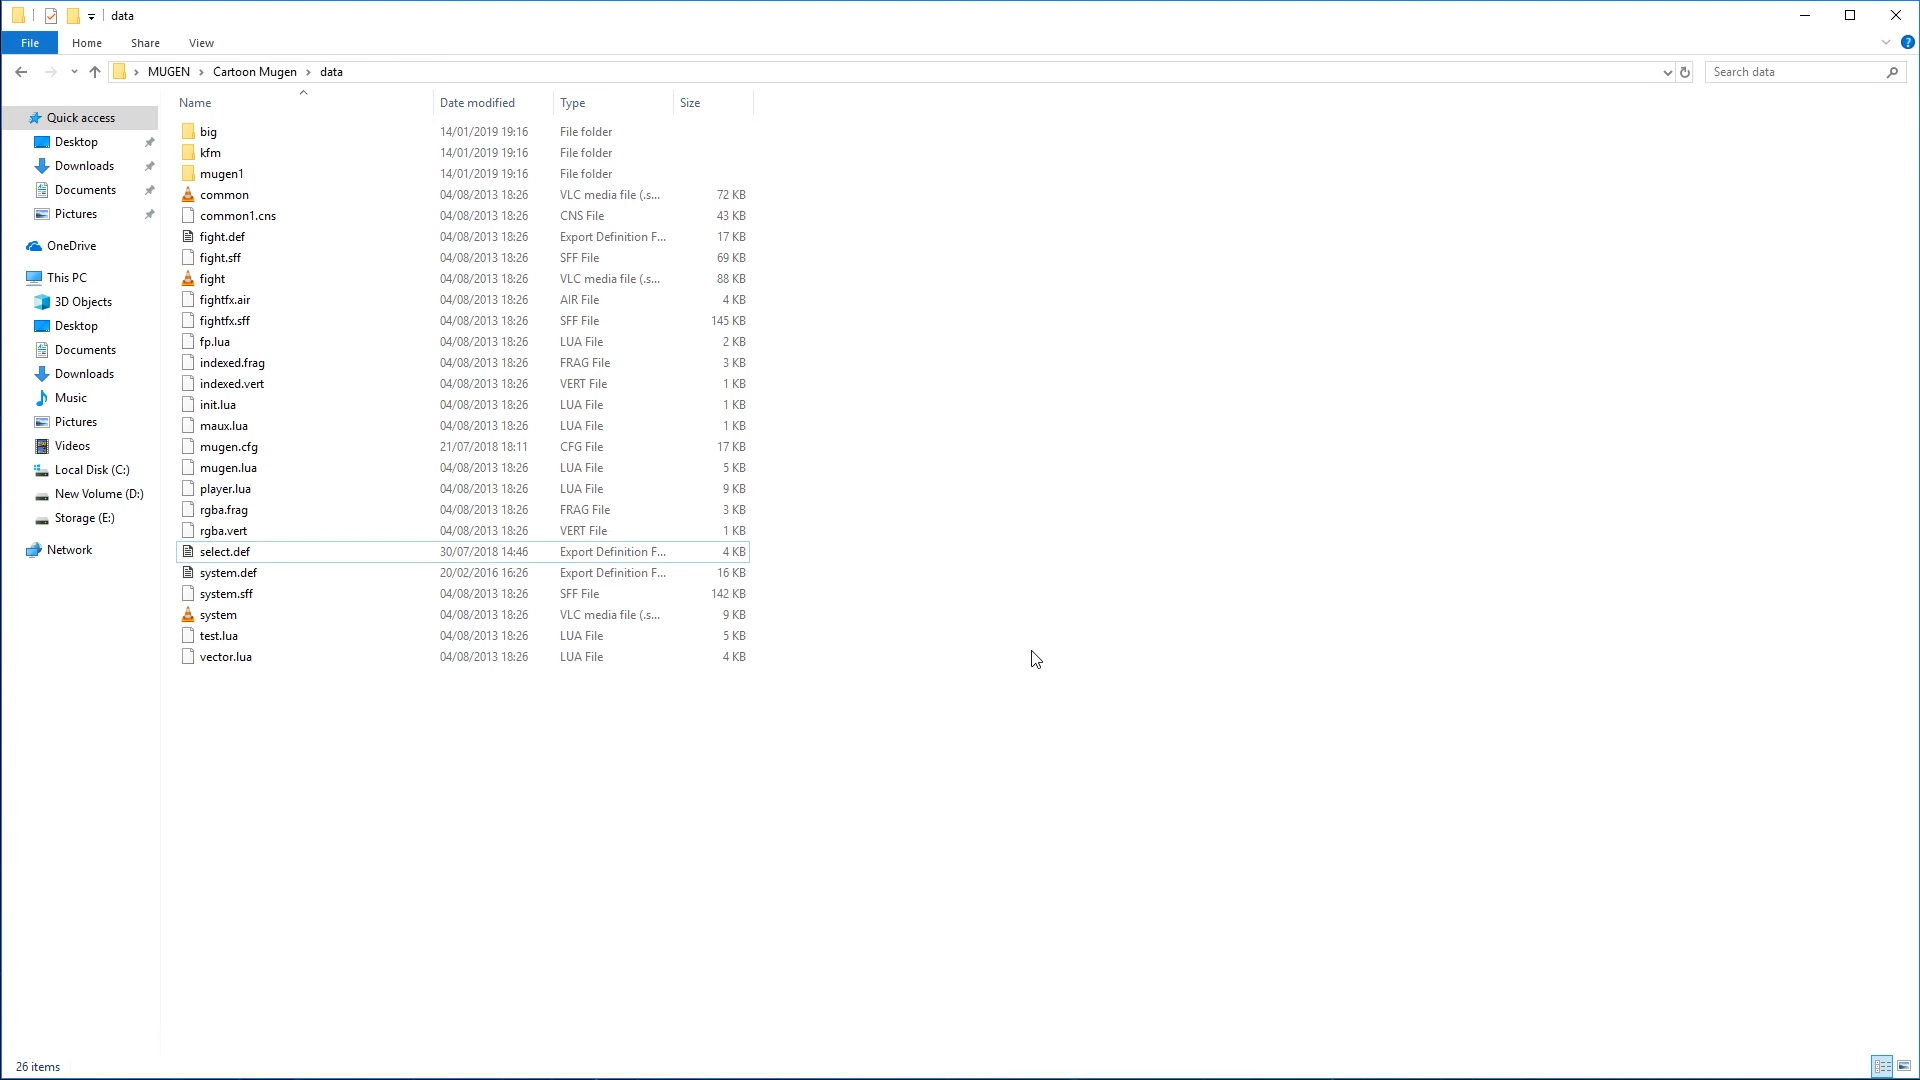 data
File Home Share View
MUGEN Cartoon Mugen data Search data
Name Date modified Type Size
Quick access
Desktop
Downloads
Documents
Pictures
OneDrive
This PC
3D Objects
Desktop
Documents
Downloads
Music
Pictures
Videos
Local Disk (C:)
New Volume (D:)
Storage (E:)
Network
big 14/01/2019 19:16 File folder
kfm 14/01/2019 19:16 File folder
mugen1 14/01/2019 19:16 File folder
common 04/08/2013 18:26 VLC media file (.s... 72 KB
common1.cns 04/08/2013 18:26 CNS File 43 KB
fight.def 04/08/2013 18:26 Export Definition F... 17 KB
fight.sff 04/08/2013 18:26 SFF File 69 KB
fight 04/08/2013 18:26 VLC media file (.s... 88 KB
fightfx.air 04/08/2013 18:26 AIR File 4 KB
fightfx.sff 04/08/2013 18:26 SFF File 145 KB
fp.lua 04/08/2013 18:26 LUA File 2 KB
indexed.frag 04/08/2013 18:26 FRAG File 3 KB
indexed.vert 04/08/2013 18:26 VERT File 1 KB
init.lua 04/08/2013 18:26 LUA File 1 KB
maux.lua 04/08/2013 18:26 LUA File 1 KB
mugen.cfg 21/07/2018 18:11 CFG File 17 KB
mugen.lua 04/08/2013 18:26 LUA File 5 KB
player.lua 04/08/2013 18:26 LUA File 9 KB
rgba.frag 04/08/2013 18:26 FRAG File 3 KB
rgba.vert 04/08/2013 18:26 VERT File 1 KB
select.def 30/07/2018 14:46 Export Definition F... 4 KB
system.def 20/02/2016 16:26 Export Definition F... 16 KB
system.sff 04/08/2013 18:26 SFF File 142 KB
system 04/08/2013 18:26 VLC media file (.s... 9 KB
test.lua 04/08/2013 18:26 LUA File 5 KB
vector.lua 04/08/2013 18:26 LUA File 4 KB
26 items